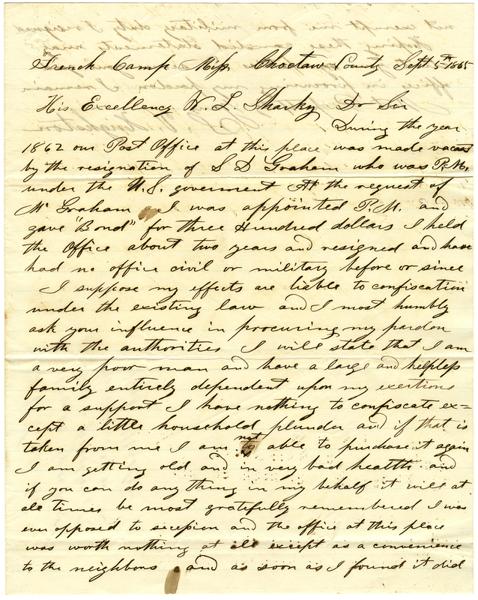 French Camp Miss, Choctaw County Sept 5th 1865
His Excellency W. L. Sharky Dr Sir
During the year
1862 our Post Office at this place was made vacant
by the resignation of S D Graham who was P.M.
under the U.S. goverment At the request of
Mr Graham I was appointed P.M. and
gave "Bond" for three Hundred dollars I held
the Office about two years and resigned and have
had no office civil or military before or since
I suppose my effects are liable to confiscation
under the existing law and I most humbly
ask your influence in procuring my pardon
with the authorities I will state that I am
a very poor man and have a large and helpless
family entirely dependent upon my exertions
for a support I have nothing to confiscate ex=
cept a little household plunder and if that is
taken from me I am not able to purchase it again
I am getting old and in very bad health and
if you can do any thing in my behalf it will at
all times be most gratefully remembered I was
ever opposed to secession and the office at this place
was worth nothing at all except as a convenience
to the neighbors and as soon as I found it did